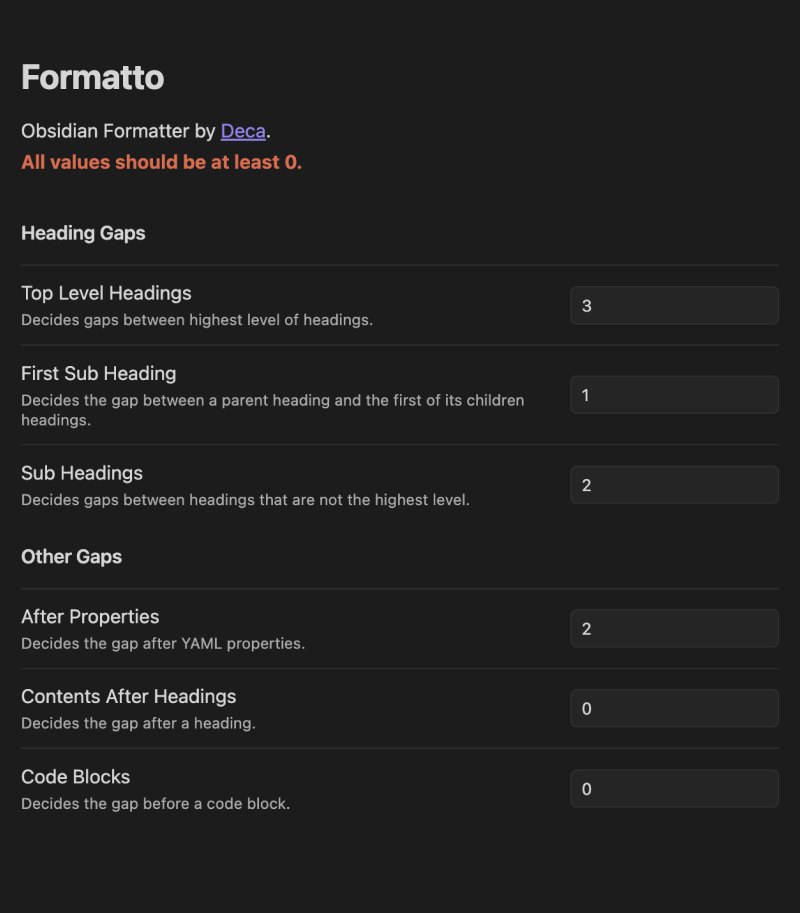 Formatto
Obsidian Formatter by Deca.
All values should be at least 0.
Heading Gaps
Top Level Headings
Decides gaps between highest level of headings.
3
First Sub Heading
Decides the gap between a parent heading and the first of its children
headings.
1
Sub Headings
Decides gaps between headings that are not the highest level.
2
Other Gaps
After Properties
Decides the gap after YAML properties.
2
Contents After Headings
Decides the gap after a heading.
0
Code Blocks
Decides the gap before a code block.
0